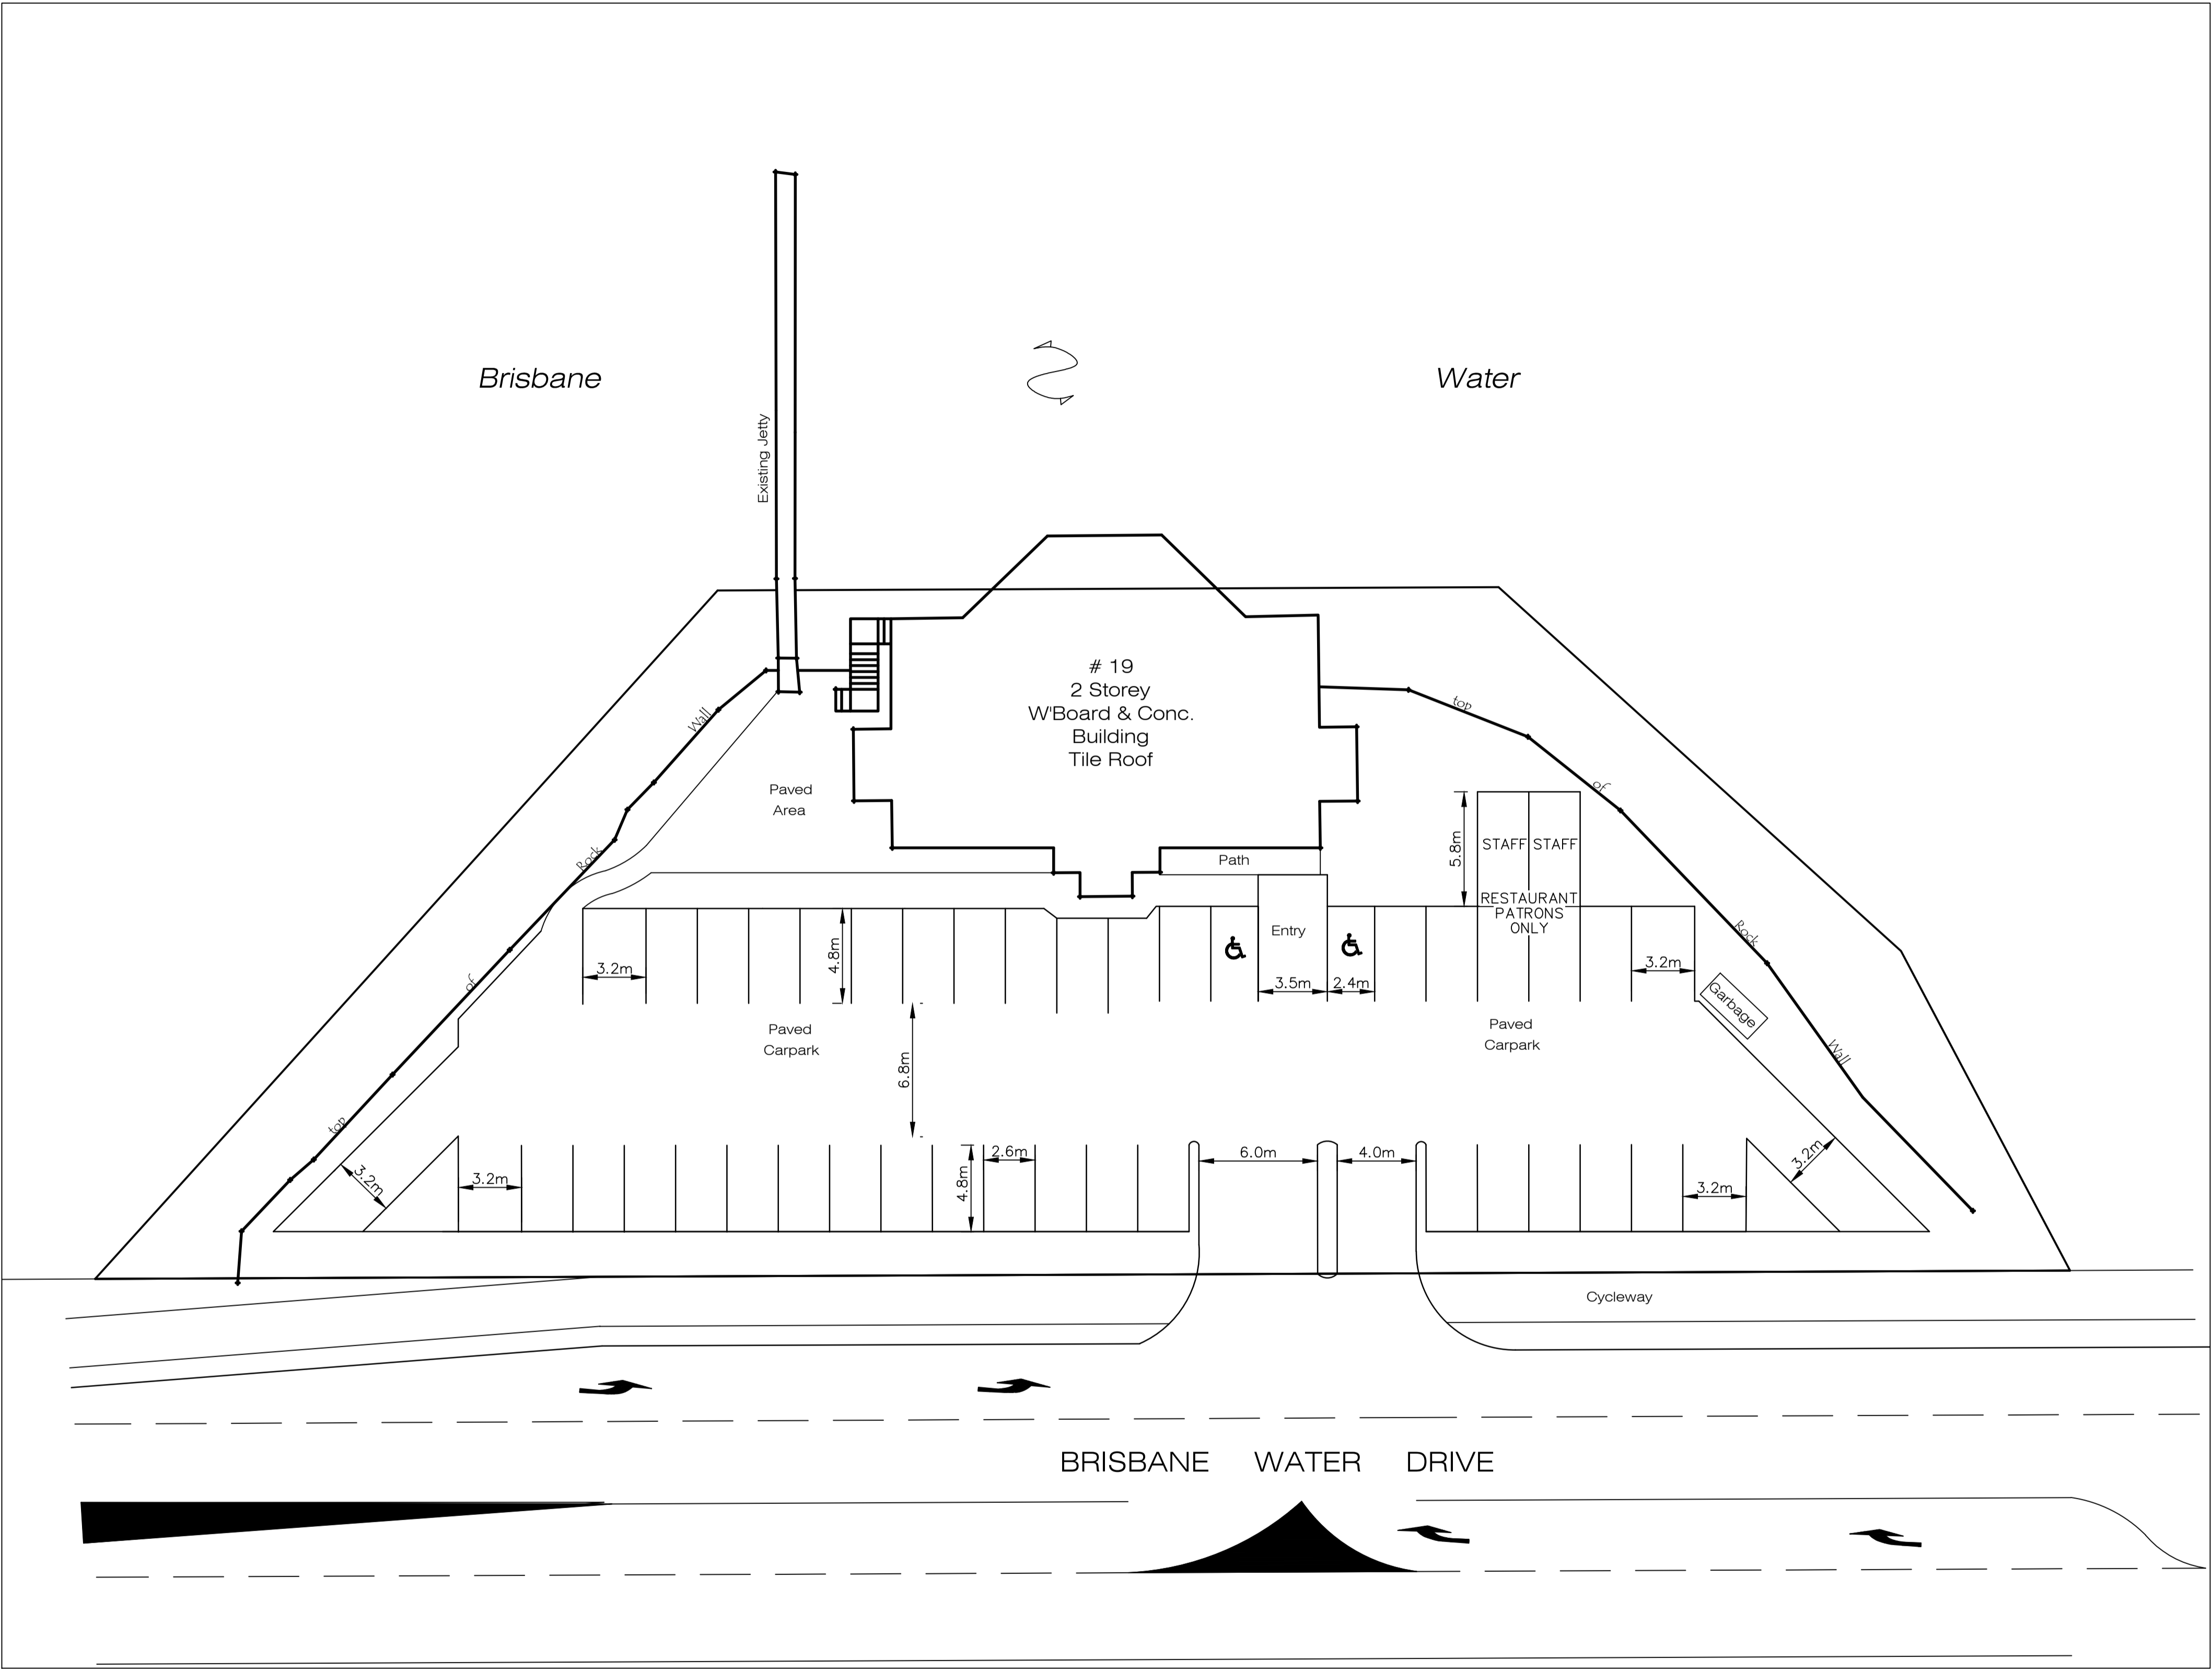 Brisbane
Water
Existing Jetty
# 19
2 Storey
W'Board & Conc.
Building
Tile Roof
Wall
top
Paved
Area
of
Rock
Path
5.8m
STAFF
STAFF
RESTAURANT
PATRONS
ONLY
Rock
Entry
4.8m
3.2m
3.5m
2.4m
3.2m
of
Garbage
Paved
Carpark
Paved
Carpark
Wall
6.8m
top
3.2m
3.2m
4.8m
2.6m
6.0m
4.0m
3.2m
3.2m
Cycleway
BRISBANE WATER DRIVE